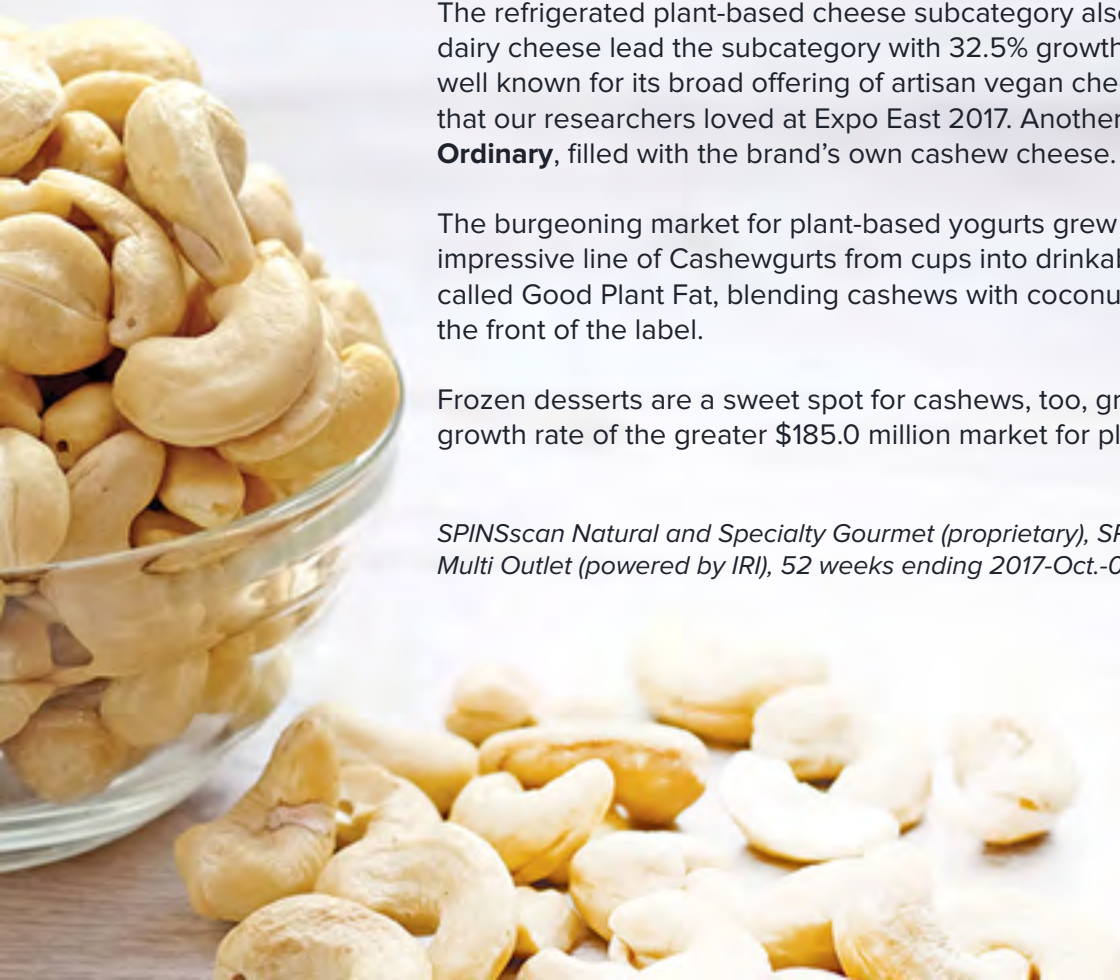 The refrigerated plant-based cheese subcategory also
dairy cheese lead the subcategory with 32.5% growth
well known for its broad offering of artisan vegan che
that our researchers loved at Expo East 2017. Another
Ordinary, filled with the brand’s own cashew cheese.
The burgeoning market for plant-based yogurts grew
impressive line of Cashewgurts from cups into drinkab
called Good Plant Fat, blending cashews with coconu
the front of the label.
Frozen desserts are a sweet spot for cashews, too, gr
growth rate of the greater $185.0 million market for pl
SPINSscan Natural and Specialty Gourmet (proprietary), SP
Multi Outlet (powered by IRI), 52 weeks ending 2017-Oct.-0